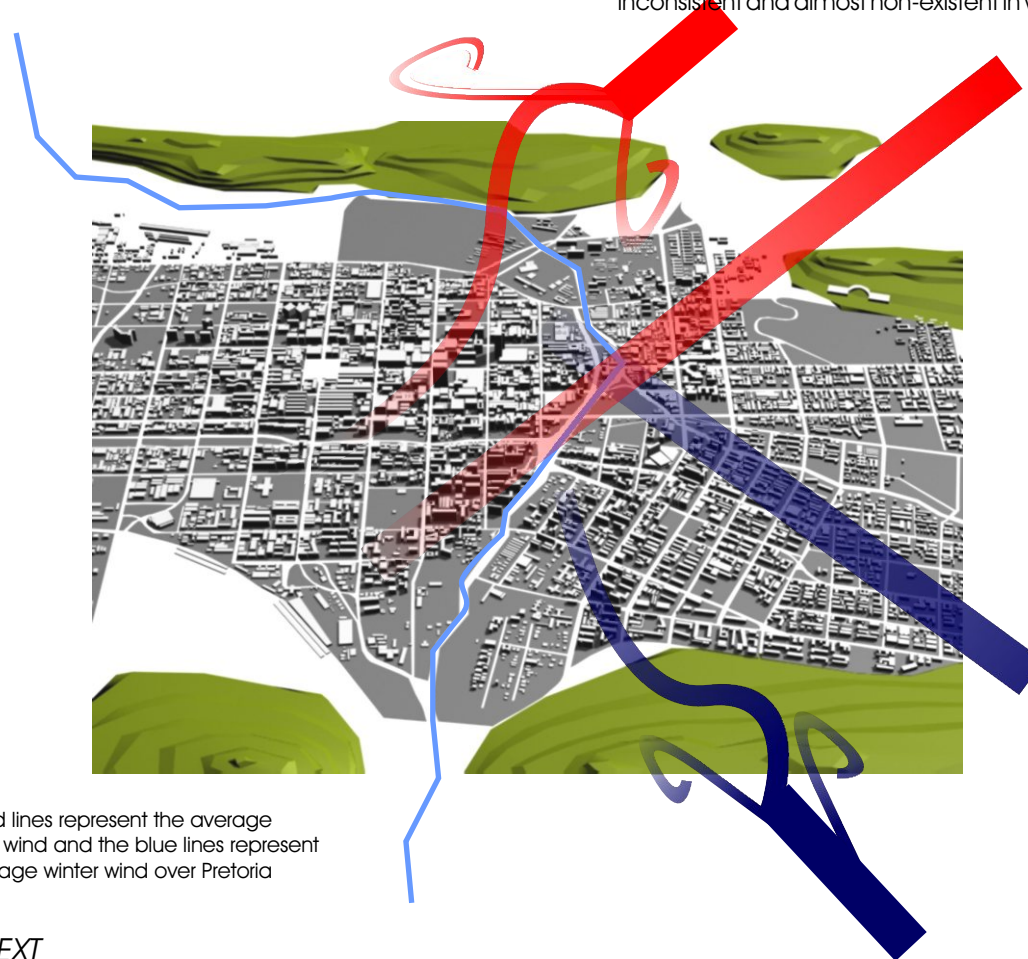 inconsistent and almost non-existent in
lines represent the average
wind and the blue lines represent
age winter wind over Pretoria
EXT